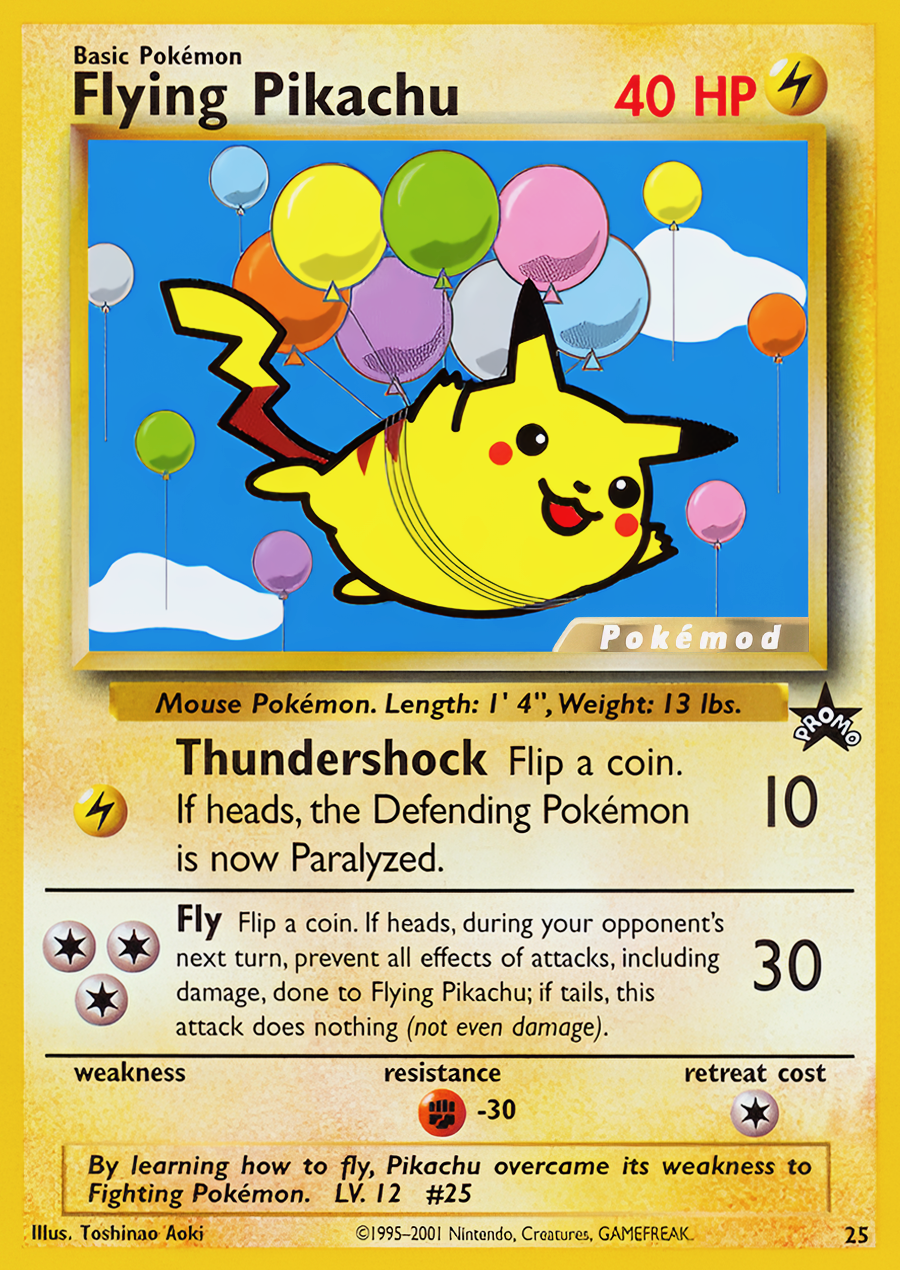 Basic Pokémon
Flying Pikachu
40 HP
Pokémod
Mouse Pokémon. Length: 1' 4", Weight: 13 lbs.
PROMO
Thundershock Flip a coin.
If heads, the Defending Pokémon
is now Paralyzed.
10
Fly Flip a coin. If heads, during your opponent's
next turn, prevent all effects of attacks, including
damage, done to Flying Pikachu; if tails, this
attack does nothing (not even damage).
30
weakness
resistance
retreat cost
-30
By learning how to fly, Pikachu overcame its weakness to
Fighting Pokémon. LV. 12 #25
Illus. Toshinao Aoki
©1995–2001 Nintendo, Creatures, GAMEFREAK.
25